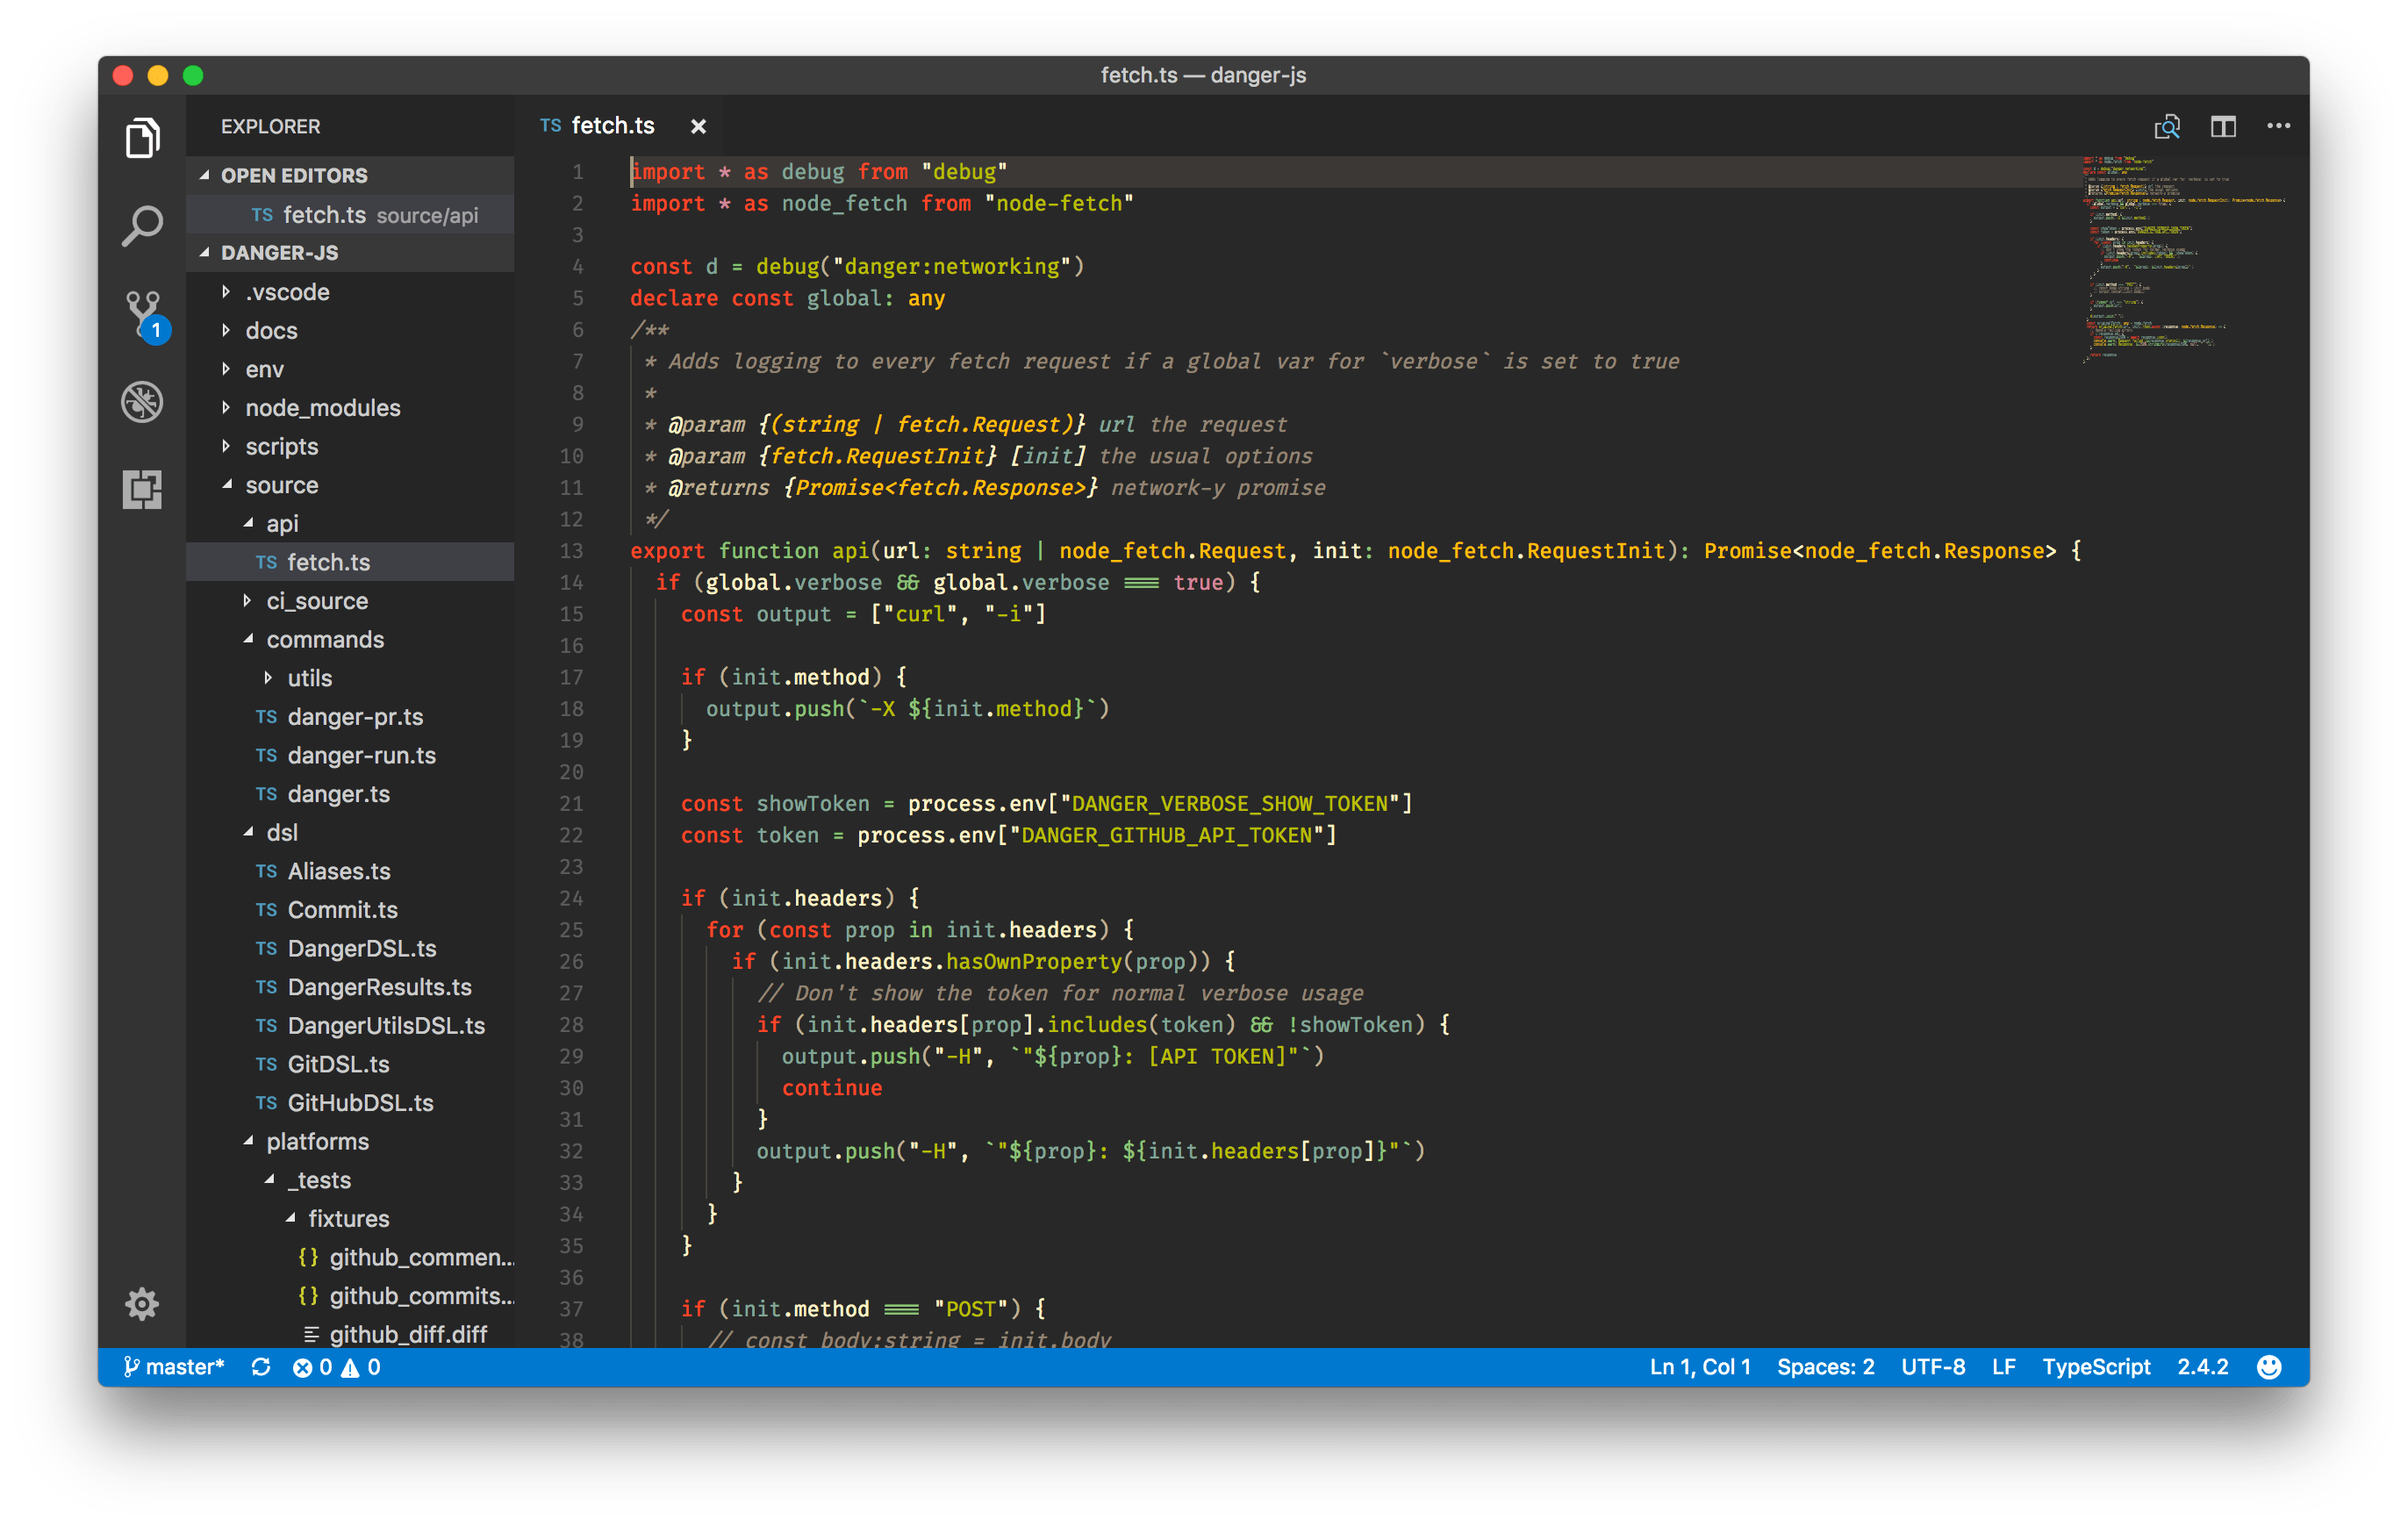 fetch.ts — danger-js
EXPLORER
OPEN EDITORS
TS fetch.ts source/api
DANGER-JS
.vscode
docs
env
node_modules
scripts
source
api
TS fetch.ts
ci_source
commands
utils
TS danger-pr.ts
TS danger-run.ts
TS danger.ts
dsl
TS Aliases.ts
TS Commit.ts
TS DangerDSL.ts
TS DangerResults.ts
TS DangerUtilsDSL.ts
TS GitDSL.ts
TS GitHubDSL.ts
platforms
_tests
fixtures
{} github_commen...
{} github_commits...
github_diff.diff
1
TS fetch.ts
1 import * as debug from "debug"
2 import * as node_fetch from "node-fetch"
3
4 const d = debug("danger:networking")
5 declare const global: any
6 /**
7 * Adds logging to every fetch request if a global var for `verbose` is set to true
8 *
9 * @param {(string | fetch.Request)} url the request
10 * @param {fetch.RequestInit} [init] the usual options
11 * @returns {Promise<fetch.Response>} network-y promise
12 */
13 export function api(url: string | node_fetch.Request, init: node_fetch.RequestInit): Promise<node_fetch.Response> {
14 if (global.verbose && global.verbose === true) {
15 const output = ["curl", "-i"]
16
17 if (init.method) {
18 output.push(`-X ${init.method}`)
19 }
20
21 const showToken = process.env["DANGER_VERBOSE_SHOW_TOKEN"]
22 const token = process.env["DANGER_GITHUB_API_TOKEN"]
23
24 if (init.headers) {
25 for (const prop in init.headers) {
26 if (init.headers.hasOwnProperty(prop)) {
27 // Don't show the token for normal verbose usage
28 if (init.headers[prop].includes(token) && !showToken) {
29 output.push("-H", `"${prop}: [API TOKEN]"`)
30 continue
31 }
32 output.push("-H", `"${prop}: ${init.headers[prop]}"`)
33 }
34 }
35 }
36
37 if (init.method === "POST") {
38 // const body:string = init.body
master* 0 0
Ln 1, Col 1 Spaces: 2 UTF-8 LF TypeScript 2.4.2